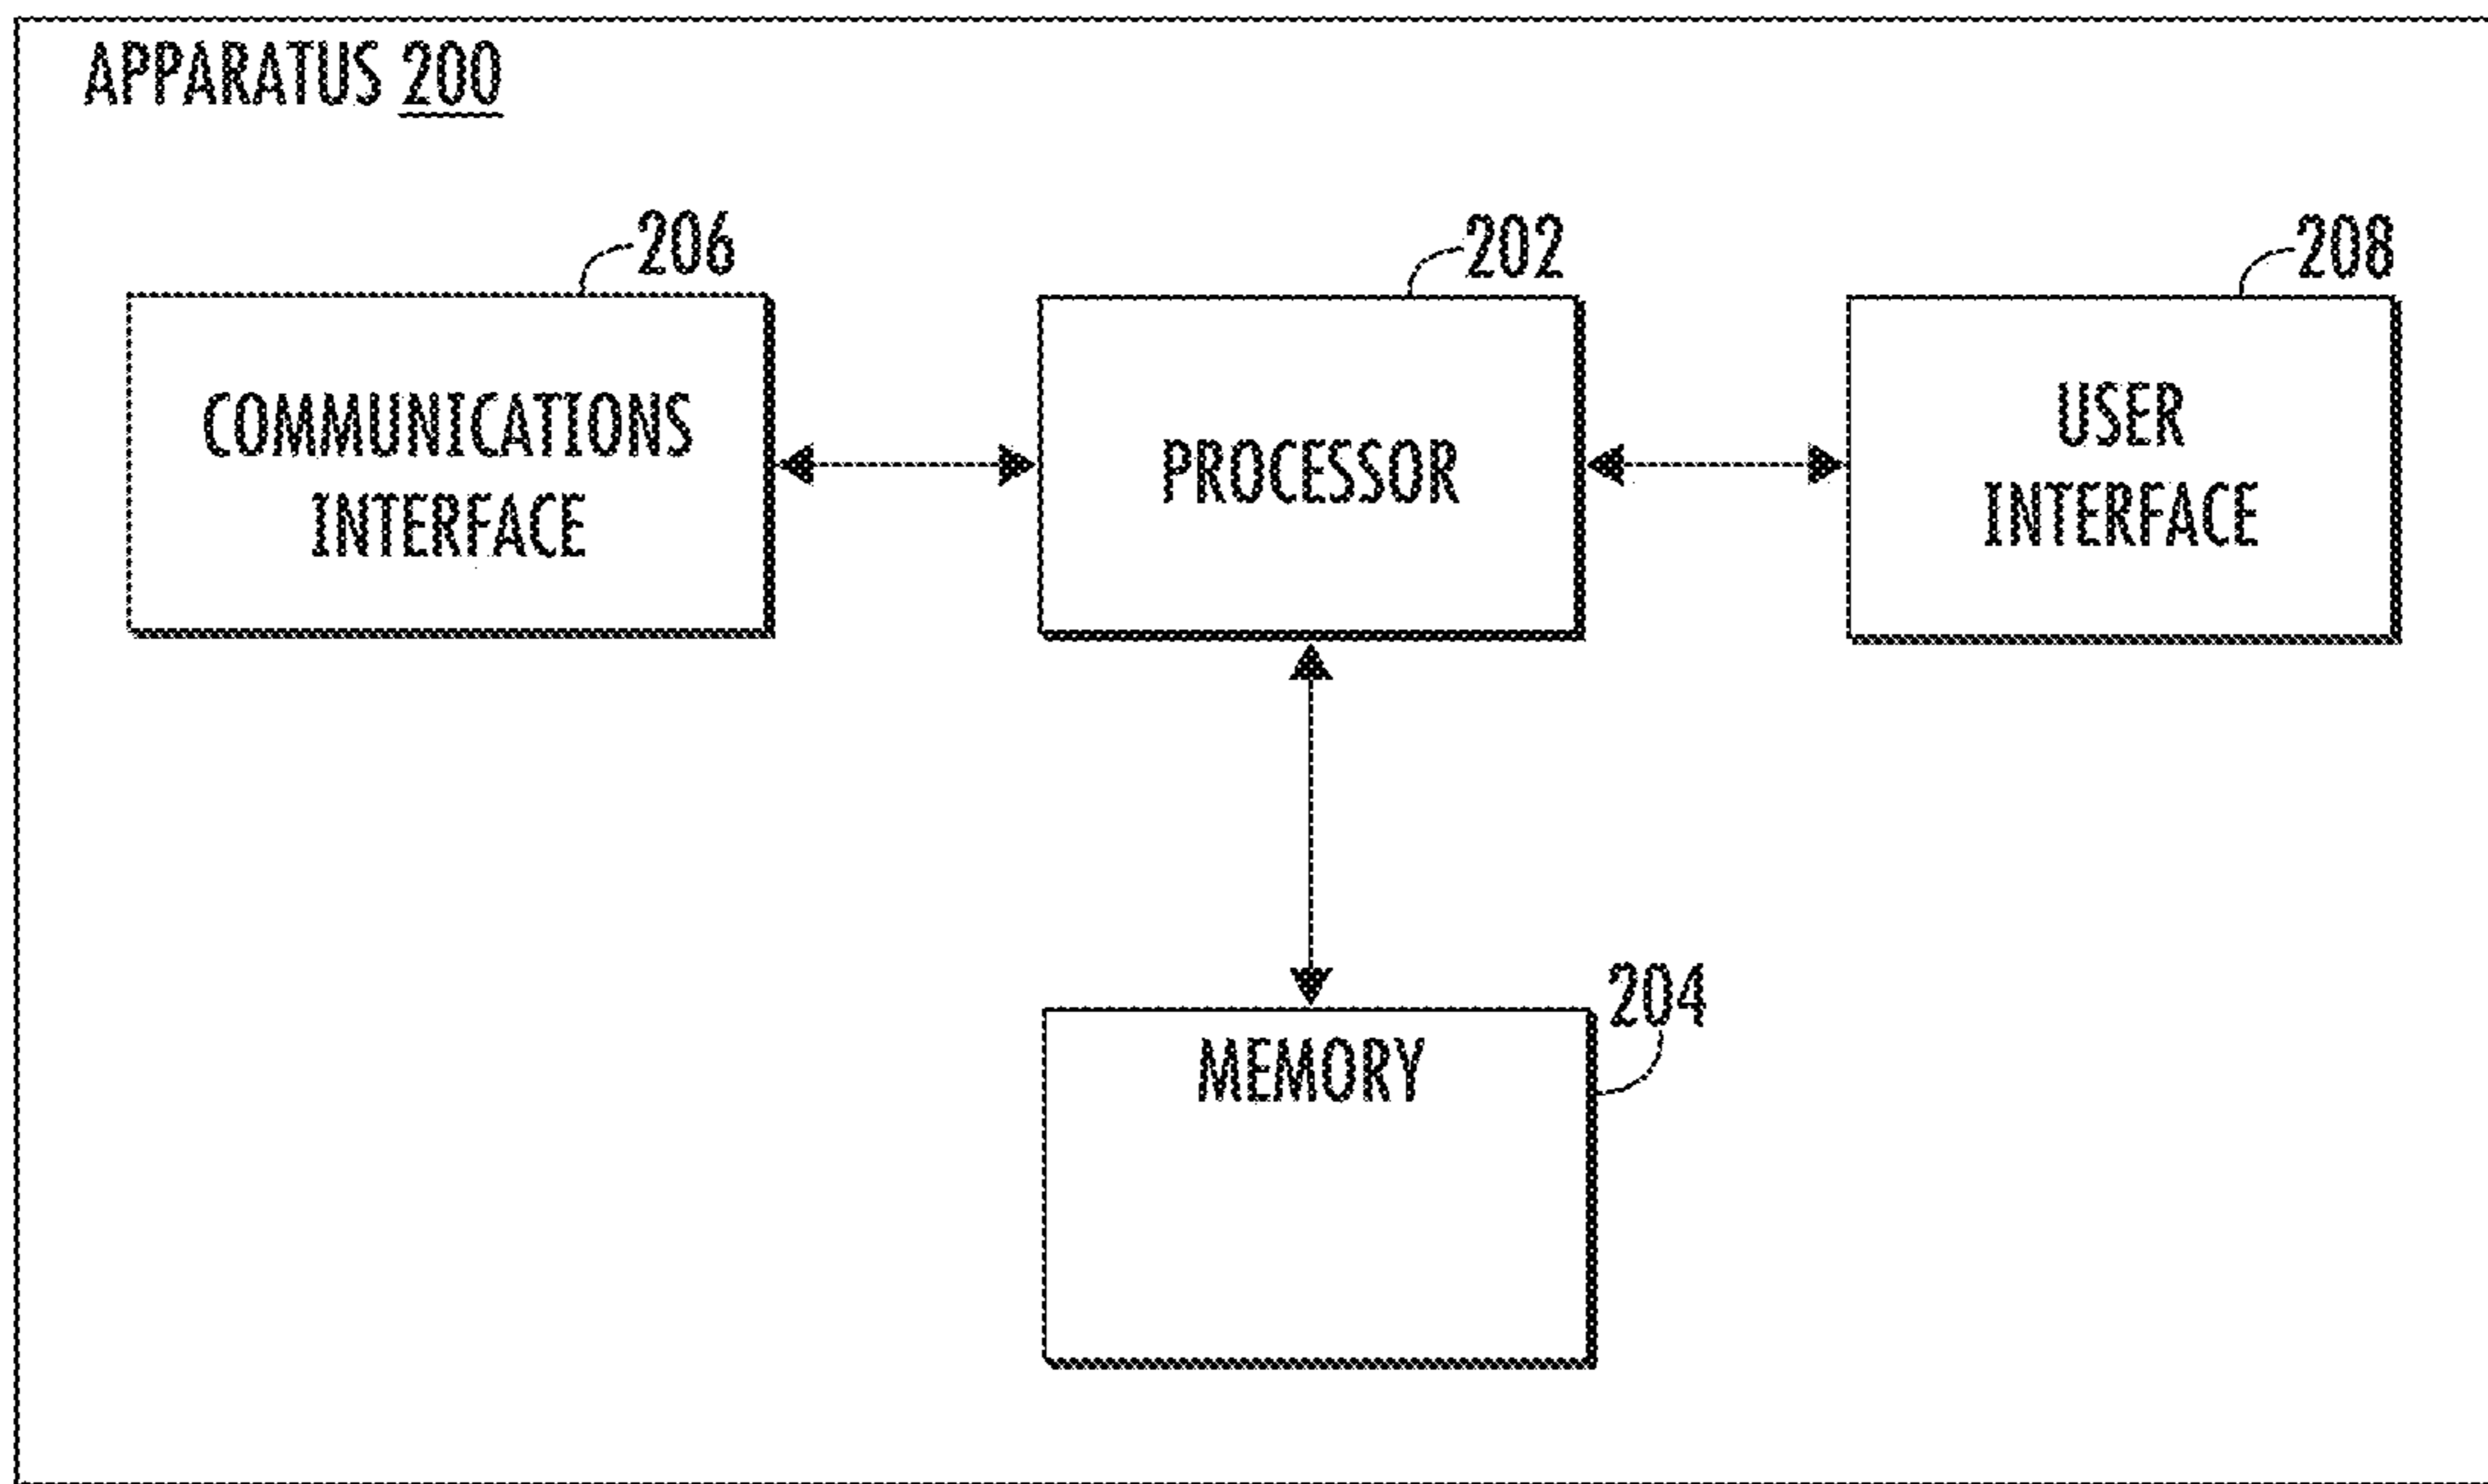 APPARATUS 200
206
202
208
COMMUNICATIONS
INTERFACE
PROCESSOR
USER
INTERFACE
204
MEMORY